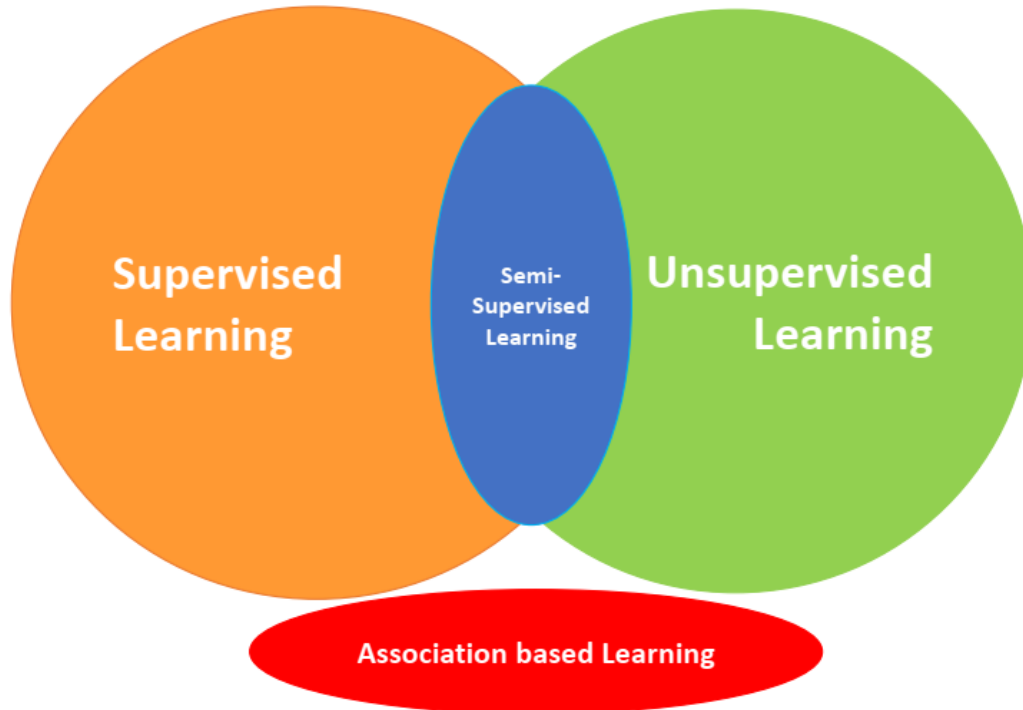 Supervised
Learning
Semi-
Supervised
Learning
Unsupervised
Learning
Association based Learning